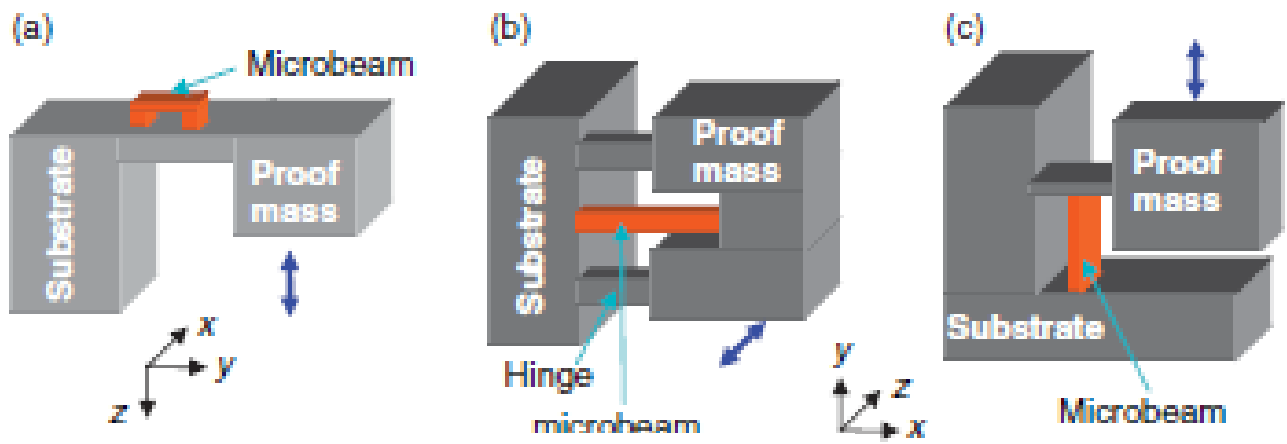 (a)
Microbeam
Substrate
Proof
mass
x
y
z
(b)
Substrate
Proof
mass
Hinge
microbeam
y
z
x
(c)
Proof
mass
Substrate
Microbeam